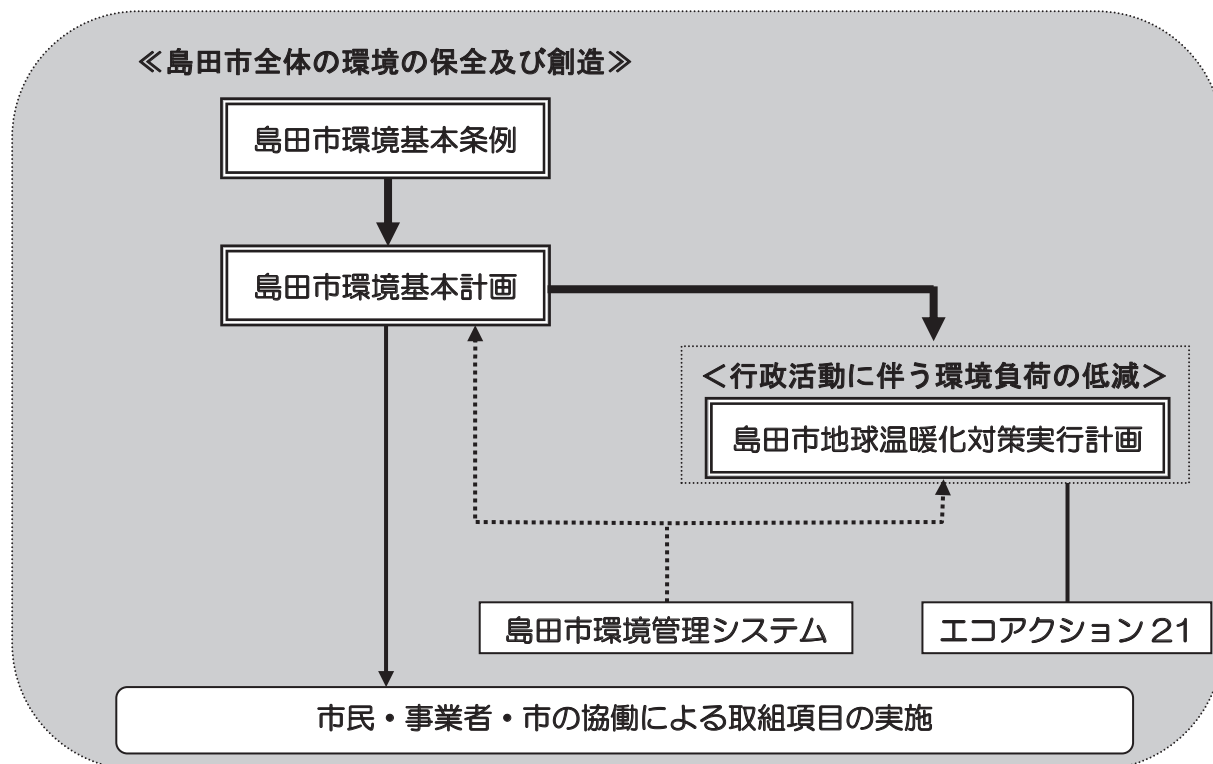 ≪島田市全体の環境の保全及び創造≫
島田市環境基本条例
島田市環境基本計画
＜行政活動に伴う環境負荷の低減＞
島田市地球温暖化対策実行計画
島田市環境管理システム
エコアクション21
市民・事業者・市の協働による取組項目の実施